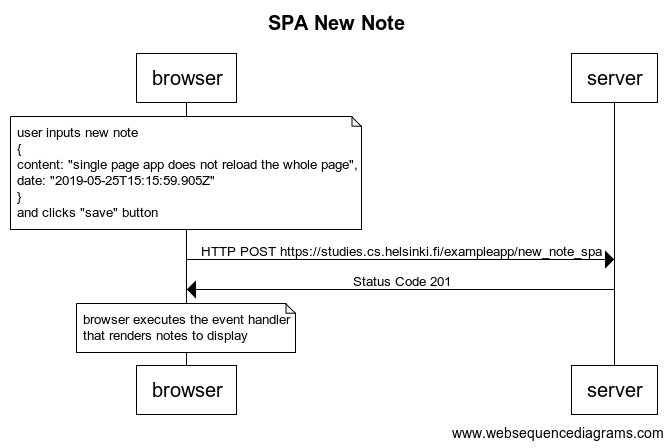 SPA New Note
browser
server
user inputs new note
{
content: "single page app does not reload the whole page",
date: "2019-05-25T15:15:59.905Z"
}
and clicks "save" button
HTTP POST https://studies.cs.helsinki.fi/exampleapp/new_note_spa
Status Code 201
browser executes the event handler
that renders notes to display
browser
server
www.websequencediagrams.com